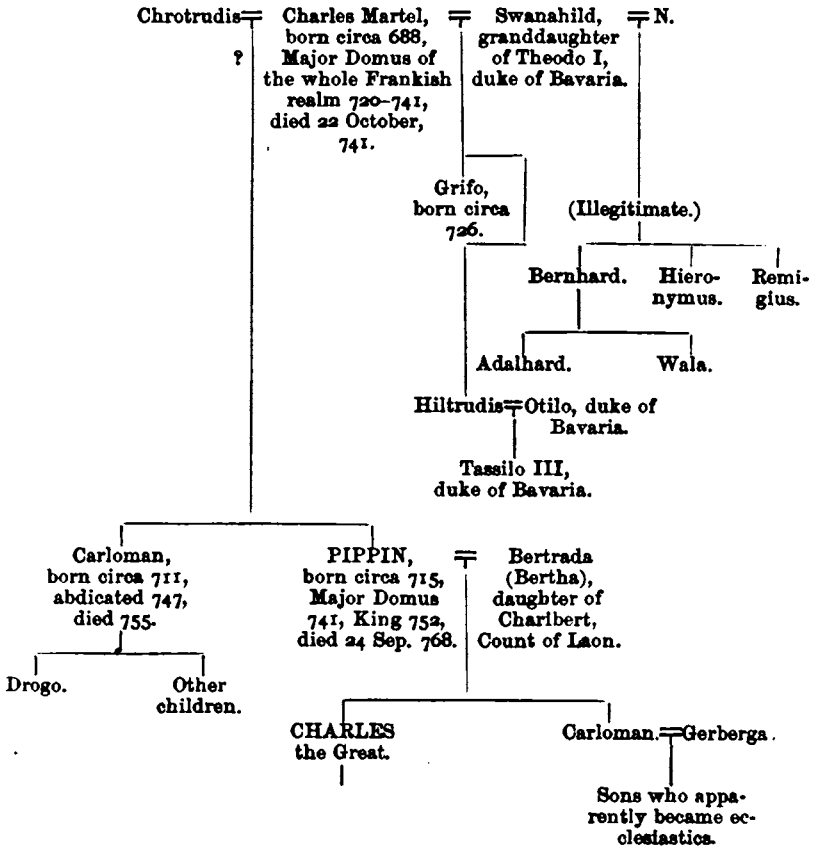 Chrotrudis
?
Charles Martel,
born circa 688,
Major Domus of
the whole Frankish
realm 720–741,
died 22 October,
741.
Swanahild,
granddaughter
of Theodo I,
duke of Bavaria.
N.
Grifo,
born circa
726.
(Illegitimate.)
Bernhard.
Hiero-
nymus.
Remi-
gius.
Adalhard.
Wala.
Hiltrudis
Otilo, duke of
Bavaria.
Tassilo III,
duke of Bavaria.
Carloman,
born circa 711,
abdicated 747,
died 755.
PIPPIN,
born circa 715,
Major Domus
741, King 752,
died 24 Sep. 768.
Bertrada
(Bertha),
daughter of
Charibert,
Count of Laon.
Drogo.
Other
children.
CHARLES
the Great.
Carloman.
Gerberga.
Sons who appa-
rently became ec-
clesiastics.